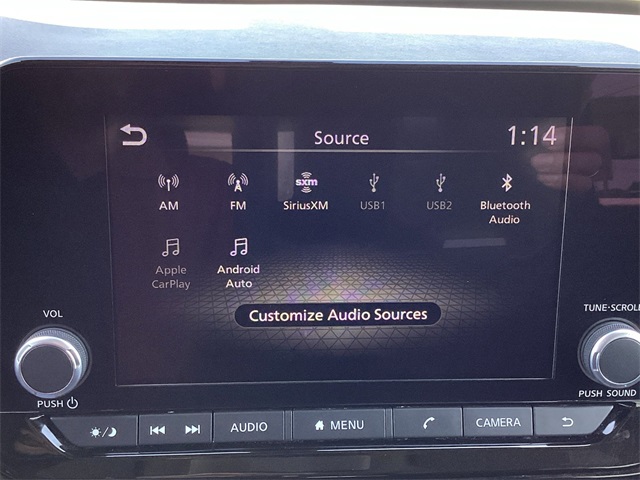 Source
1:14
AM
FM
sxm
SiriusXM
USB1
USB2
Bluetooth
Audio
Apple
CarPlay
Android
Auto
Customize Audio Sources
VOL
PUSH
TUNE·SCROLL
PUSH SOUND
AUDIO
MENU
CAMERA